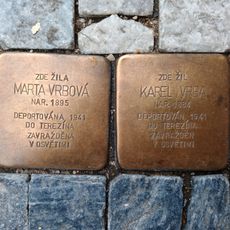 ZDE ŽILA
MARTA VRBOVÁ
NAR. 1895
DEPORTOVÁNA 1941
DO TEREZÍNA
ZAVRAŽDĚNA
V OSVĚTIMI
ZDE ŽIL
KAREL VRBA
NAR. 1884
DEPORTOVÁN 1941
DO TEREZÍNA
ZAVRAŽDĚN
V OSVĚTIMI